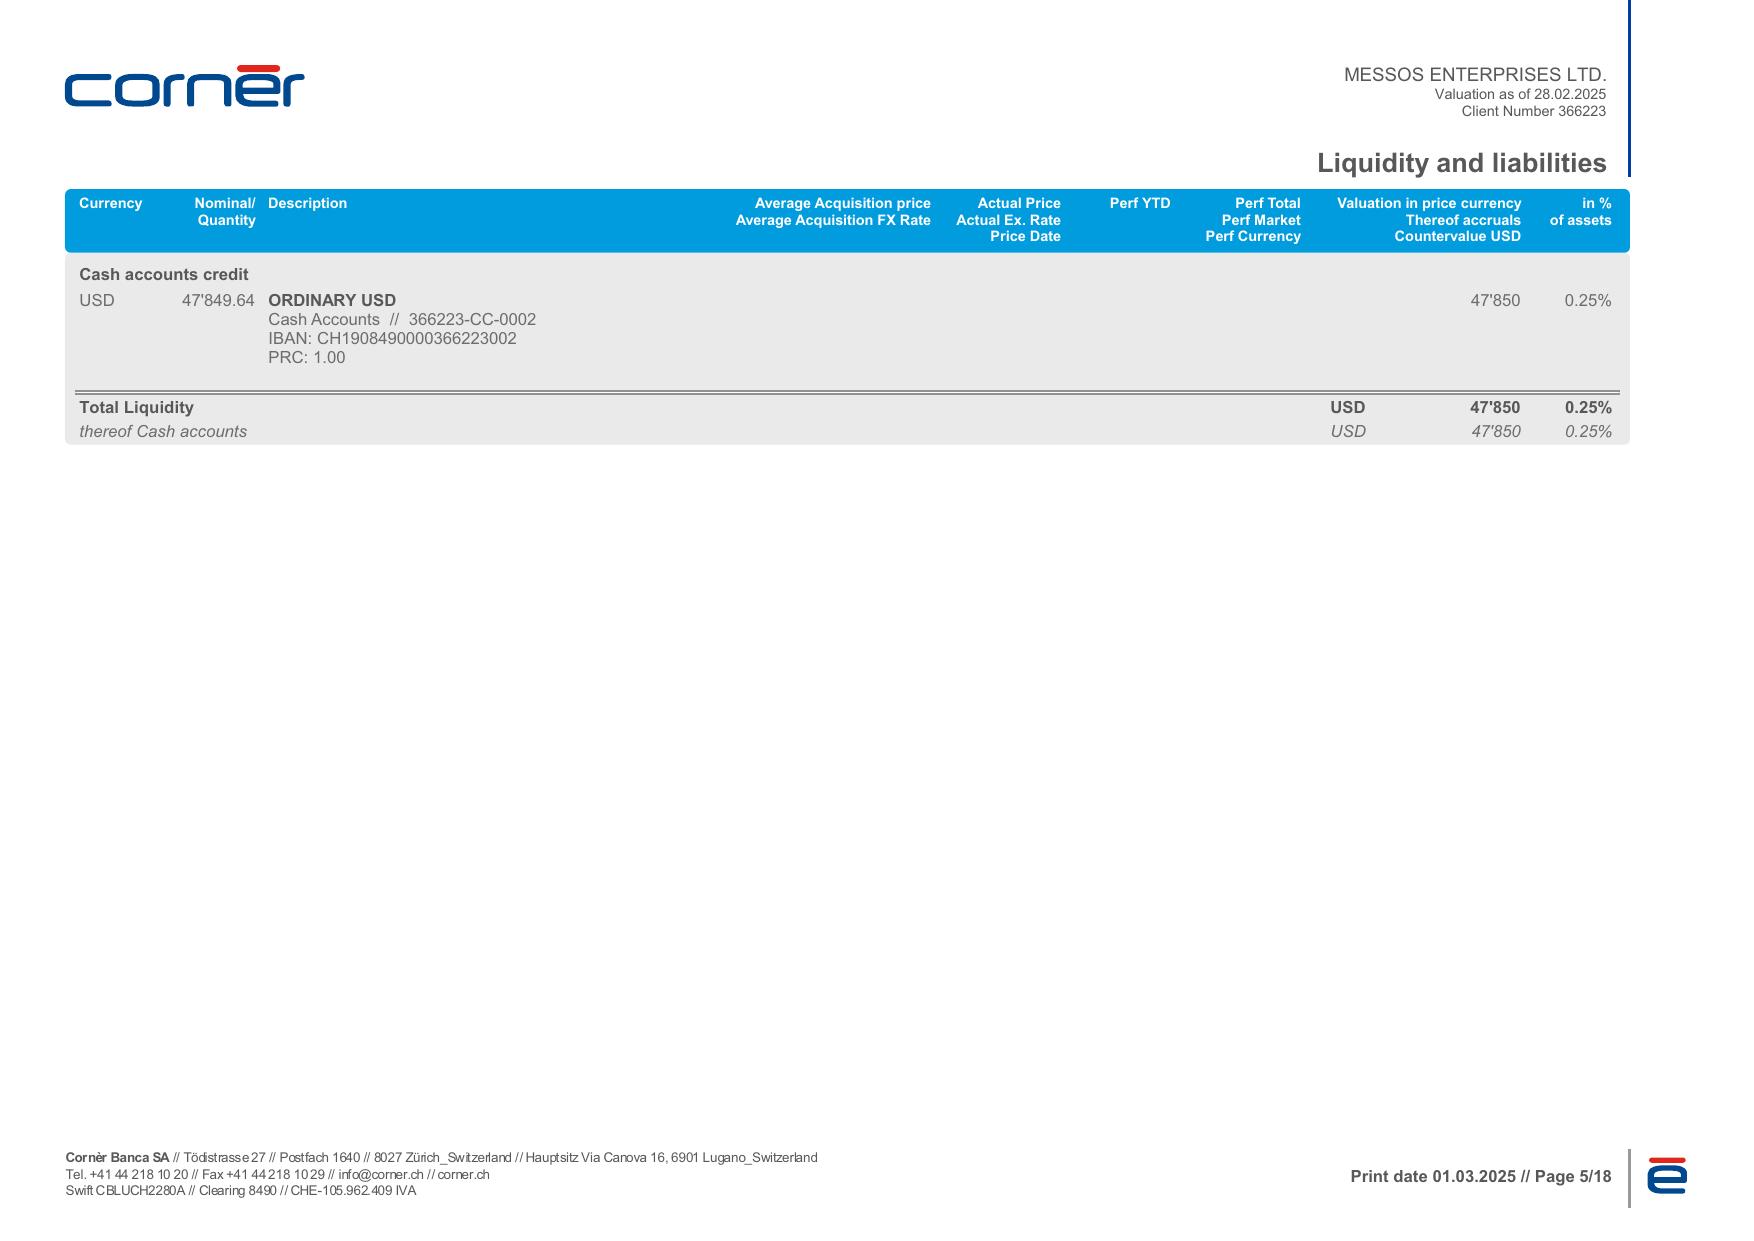 cornèr
MESSOS ENTERPRISES LTD.
Valuation as of 28.02.2025
Client Number 366223
Liquidity and liabilities
Currency Nominal/ Description Average Acquisition price Actual Price Perf YTD Perf Total Valuation in price currency in %
Quantity Average Acquisition FX Rate Actual Ex. Rate Perf Market Thereof accruals of assets
Price Date Perf Currency Countervalue USD
Cash accounts credit
USD 47'849.64 ORDINARY USD 47'850 0.25%
Cash Accounts // 366223-CC-0002
IBAN: CH1908490000366223002
PRC: 1.00
Total Liquidity USD 47'850 0.25%
thereof Cash accounts USD 47'850 0.25%
Cornèr Banca SA // Tödistrasse 27 // Postfach 1640 // 8027 Zürich_Switzerland // Hauptsitz Via Canova 16, 6901 Lugano_Switzerland
Tel. +41 44 218 10 20 // Fax +41 44 218 10 29 // info@corner.ch // corner.ch
Swift CBLUCH2280A // Clearing 8490 // CHE-105.962.409 IVA
Print date 01.03.2025 // Page 5/18